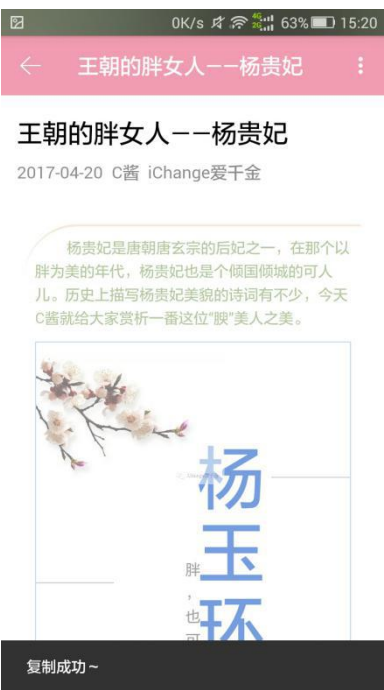 0K/s 4G 2G 63% 15:20
王朝的胖女人——杨贵妃
王朝的胖女人——杨贵妃
2017-04-20 C酱 iChange爱千金
杨贵妃是唐朝唐玄宗的后妃之一，在那个以
胖为美的年代，杨贵妃也是个倾国倾城的可人
儿。历史上描写杨贵妃美貌的诗词有不少，今天
C酱就给大家赏析一番这位"腴"美人之美。
杨玉环
胖，也可
复制成功~